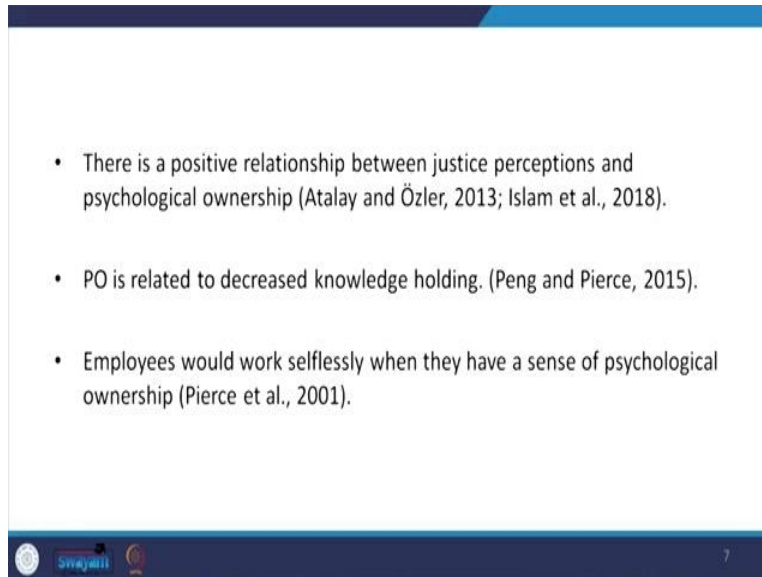 • There is a positive relationship between justice perceptions and
psychological ownership (Atalay and Özler, 2013; Islam et al., 2018).
• PO is related to decreased knowledge holding. (Peng and Pierce, 2015).
• Employees would work selflessly when they have a sense of psychological
ownership (Pierce et al., 2001).
swayam
7